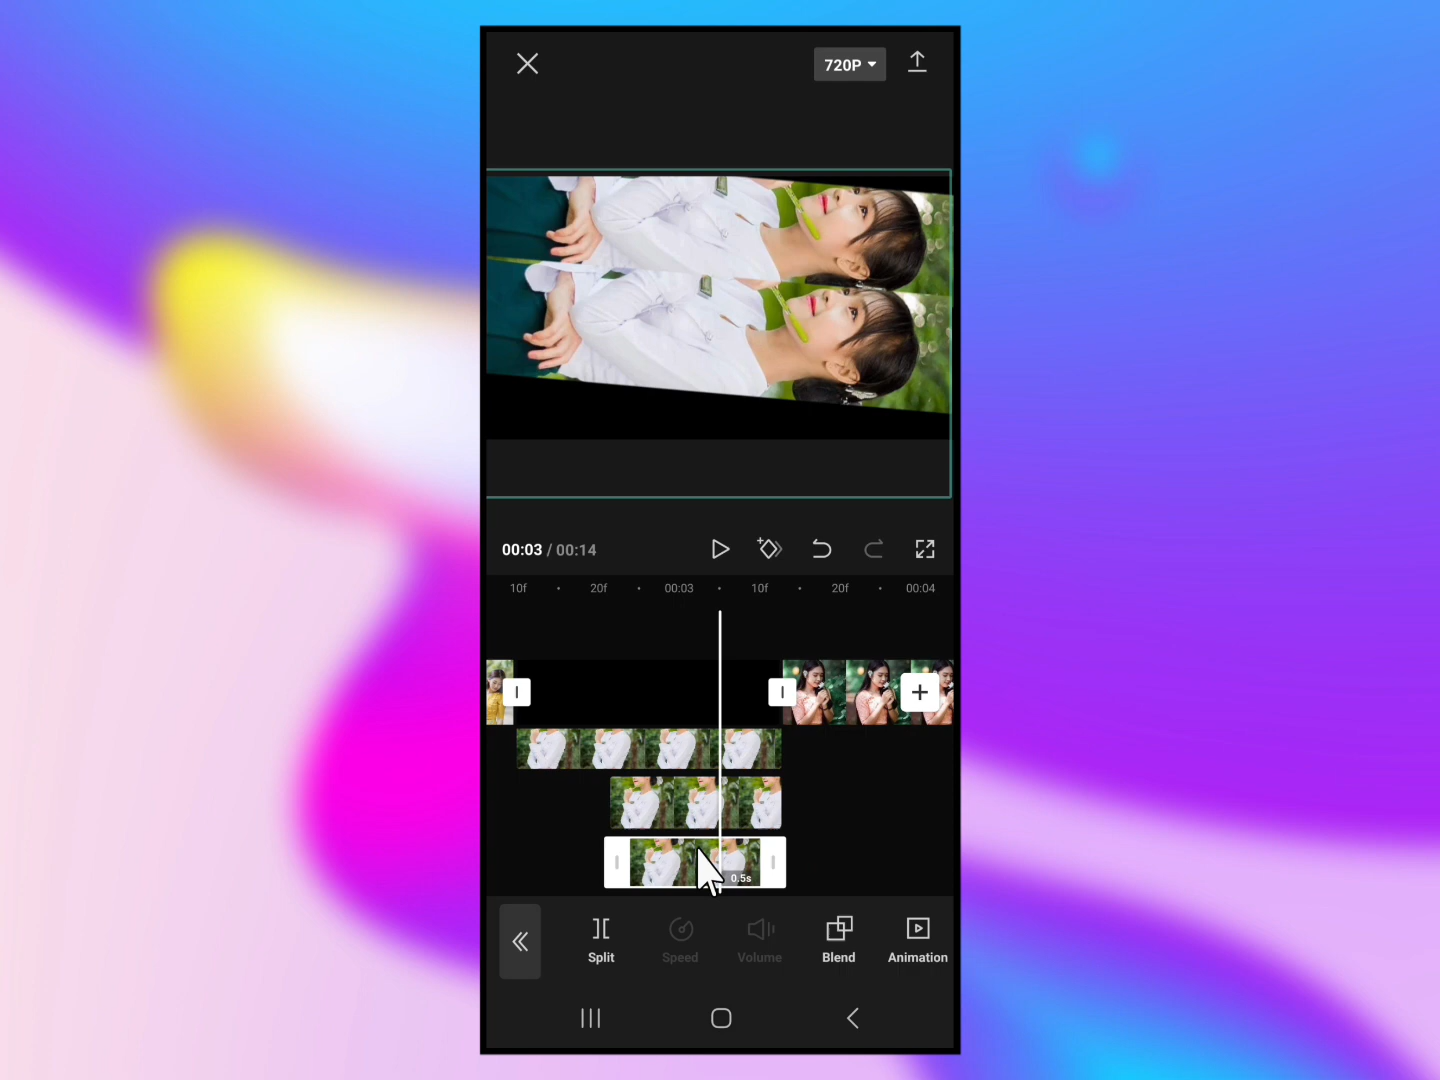 720P
00:03 / 00:14
10f 20f 00:03 10f 20f 00:04
0.5s
Split Speed Volume Blend Animation